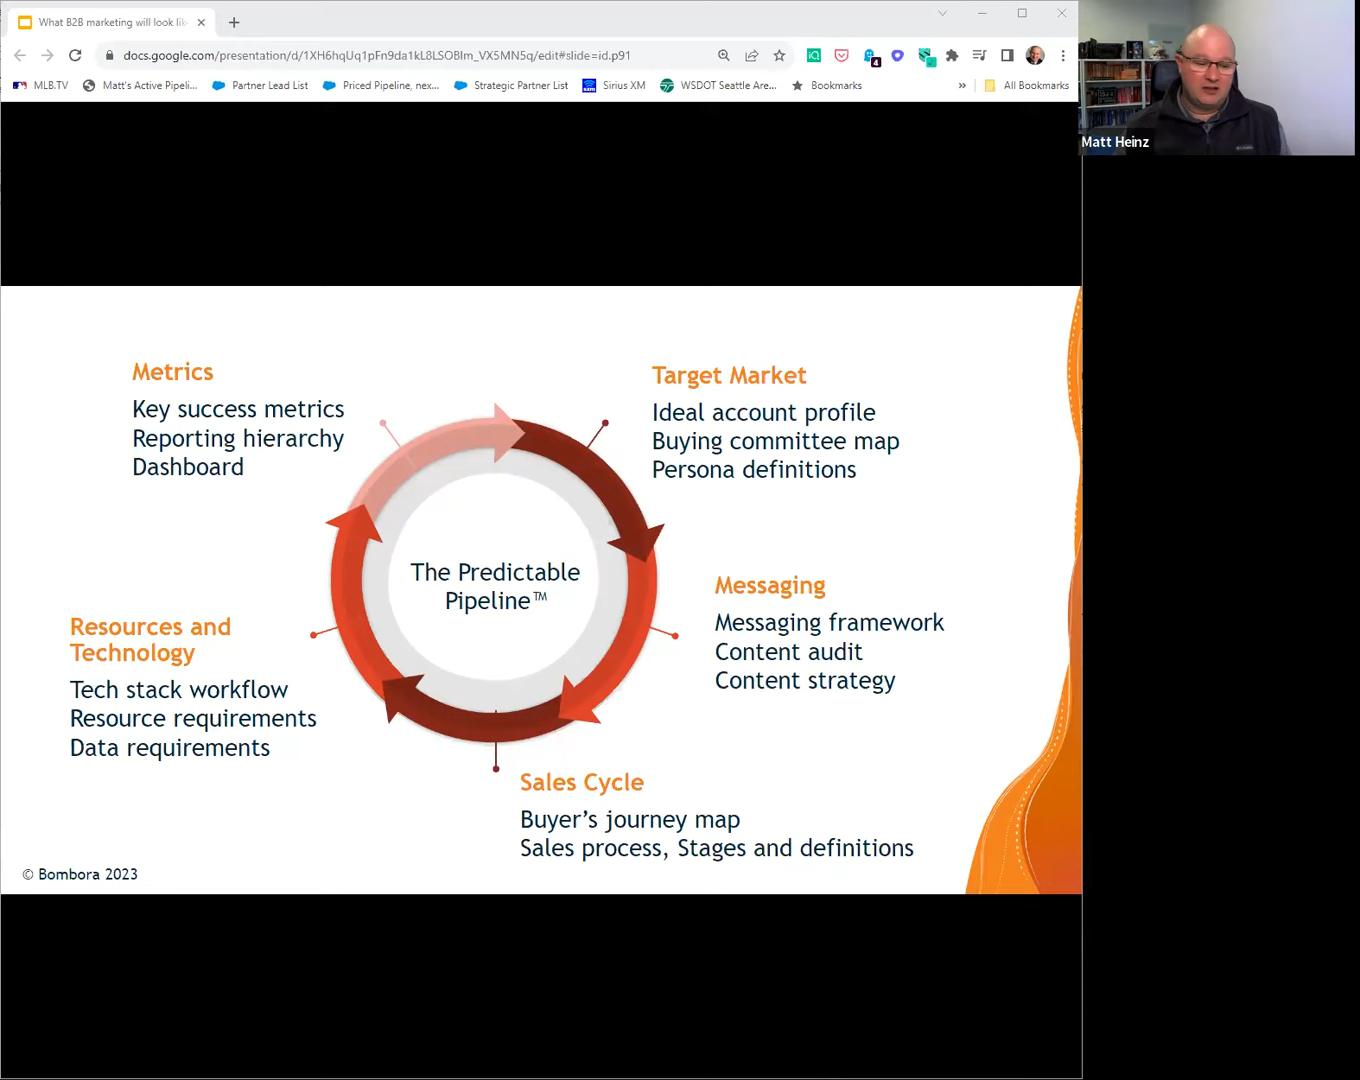 What B2B marketing will look lik
docs.google.com/presentation/d/1XH6hqUq1pFn9da1kL8LSOBIm_VX5MN5q/edit#slide=id.p91
4
MLB.TV
Matt's Active Pipeli...
Partner Lead List
Priced Pipeline, nex...
Strategic Partner List
Sirius XM
WSDOT Seattle Are...
Bookmarks
»
All Bookmarks
Matt Heinz
Metrics
Key success metrics
Reporting hierarchy
Dashboard
Target Market
Ideal account profile
Buying committee map
Persona definitions
The Predictable
Pipeline™
Messaging
Messaging framework
Content audit
Content strategy
Resources and
Technology
Tech stack workflow
Resource requirements
Data requirements
Sales Cycle
Buyer’s journey map
Sales process, Stages and definitions
© Bombora 2023